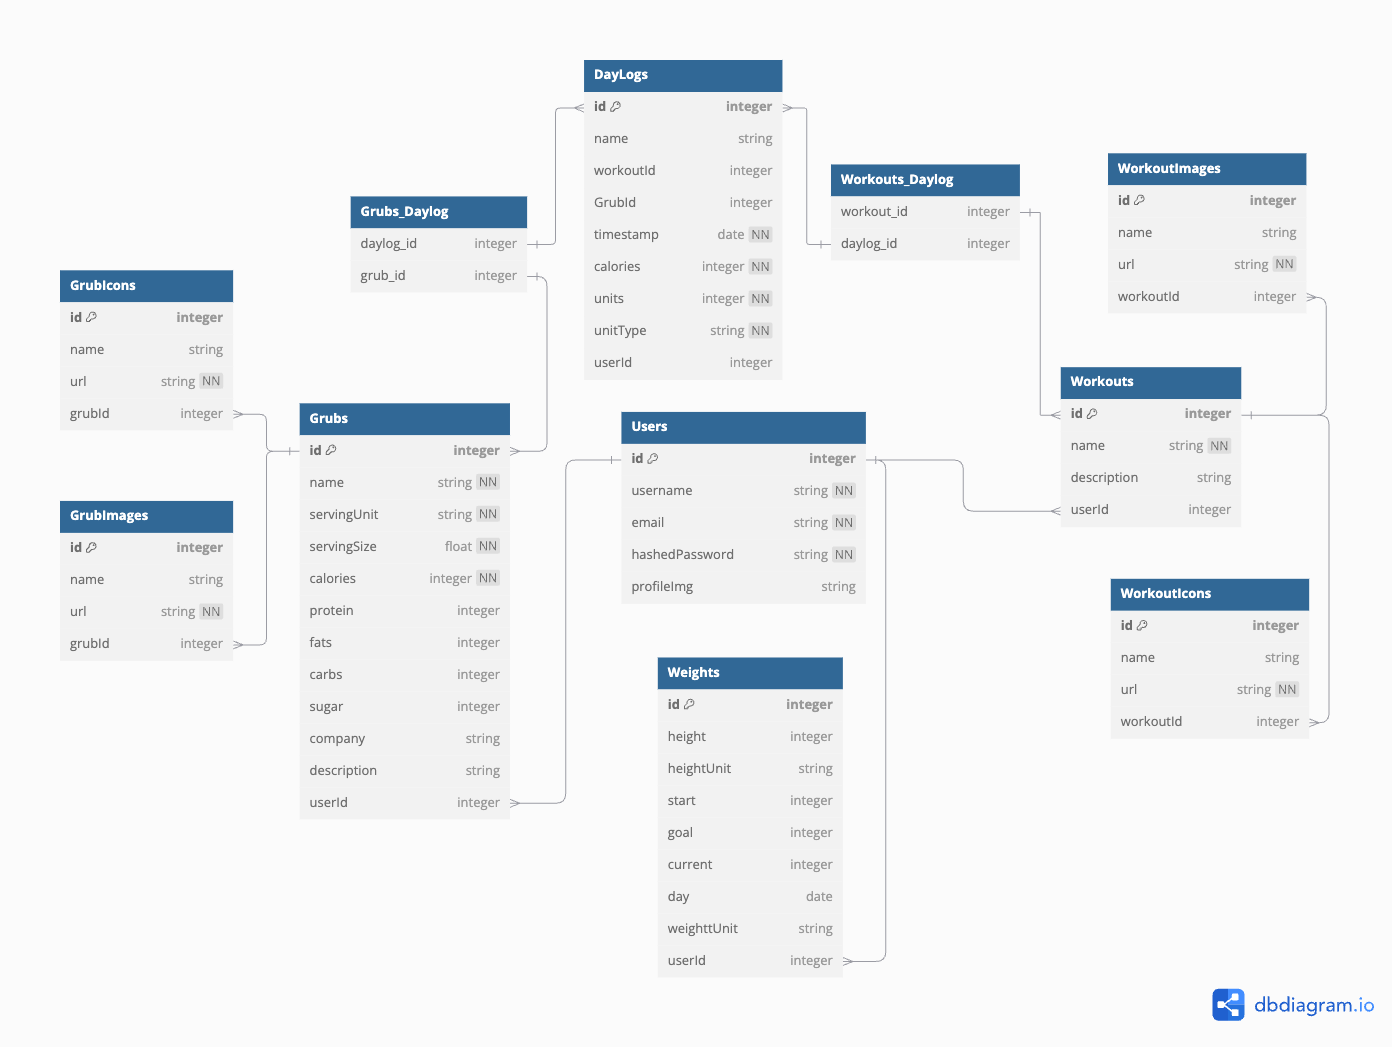 DayLogs
id integer
name string
workoutId integer
GrubId integer
timestamp date NN
calories integer NN
units integer NN
unitType string NN
userId integer
Workouts_Daylog
workout_id integer
daylog_id integer
WorkoutImages
id integer
name string
url string NN
workoutId integer
Grubs_Daylog
daylog_id integer
grub_id integer
GrubIcons
id integer
name string
url string NN
grubId integer
Grubs
id integer
name string NN
servingUnit string NN
servingSize float NN
calories integer NN
protein integer
fats integer
carbs integer
sugar integer
company string
description string
userId integer
Users
id integer
username string NN
email string NN
hashedPassword string NN
profileImg string
Workouts
id integer
name string NN
description string
userId integer
GrubImages
id integer
name string
url string NN
grubId integer
WorkoutIcons
id integer
name string
url string NN
workoutId integer
Weights
id integer
height integer
heightUnit string
start integer
goal integer
current integer
day date
weighttUnit string
userId integer
dbdiagram.io